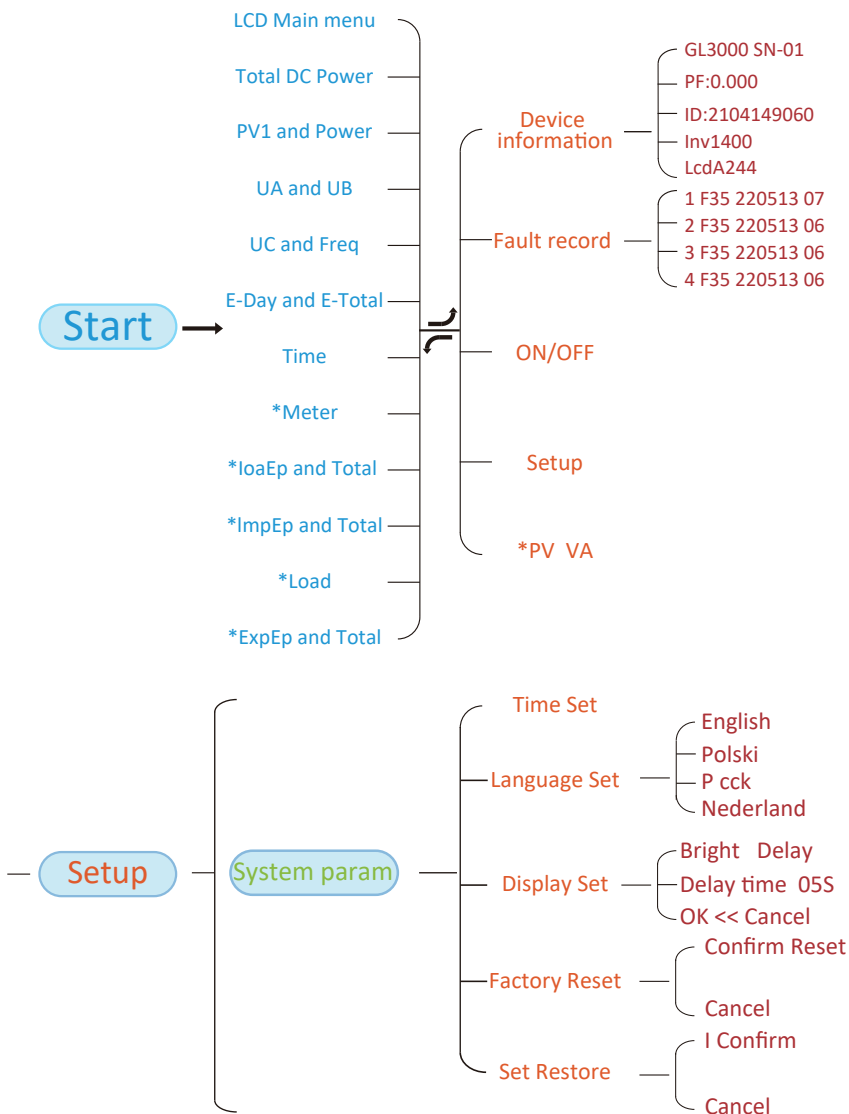 LCD Main menu
Total DC Power
PV1 and Power
UA and UB
UC and Freq
E-Day and E-Total
Start
Time
*Meter
*IoaEp and Total
*ImpEp and Total
*Load
*ExpEp and Total
Device
information
GL3000 SN-01
PF:0.000
ID:2104149060
Inv1400
LcdA244
Fault record
1 F35 220513 07
2 F35 220513 06
3 F35 220513 06
4 F35 220513 06
ON/OFF
Setup
*PV VA
Setup
System param
Time Set
Language Set
English
Polski
P cck
Nederland
Display Set
Bright Delay
Delay time 05S
OK << Cancel
Factory Reset
Confirm Reset
Cancel
Set Restore
I Confirm
Cancel